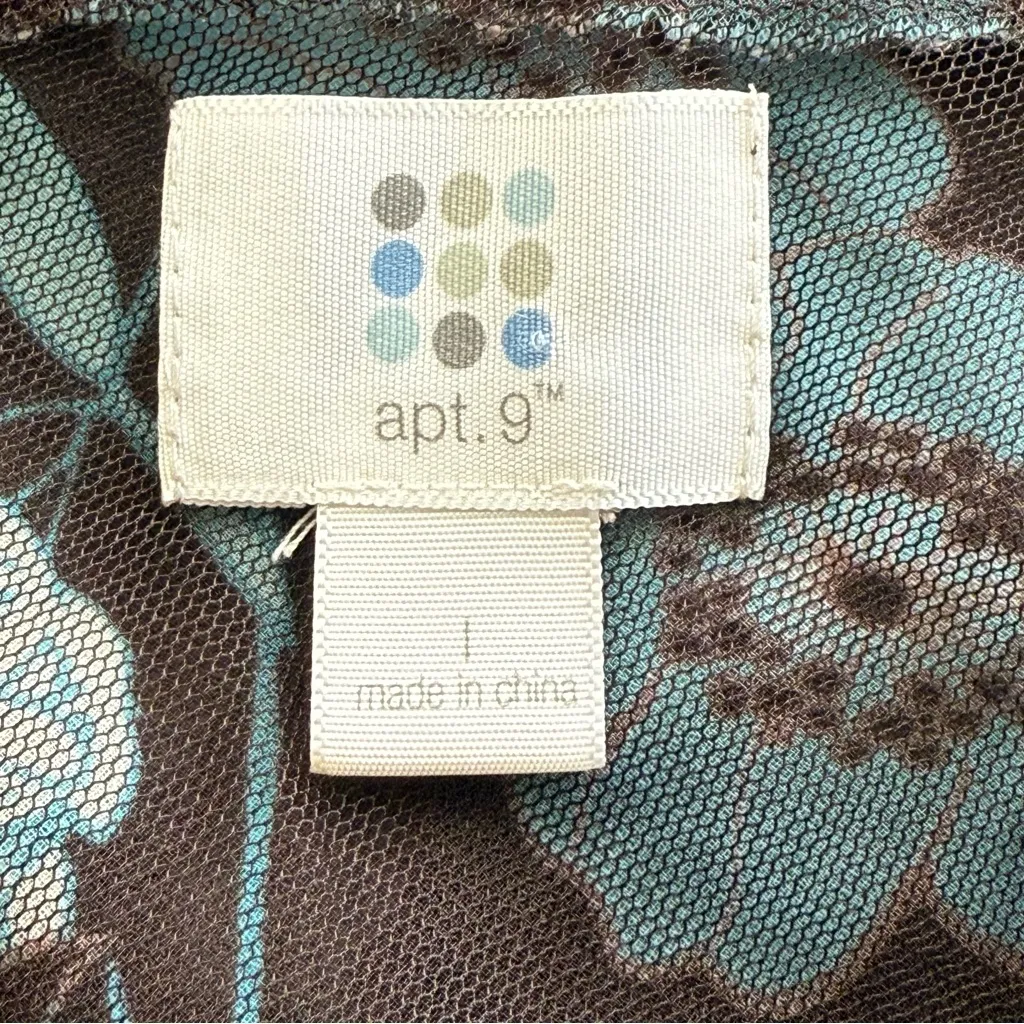 apt. 9™
l
made in china